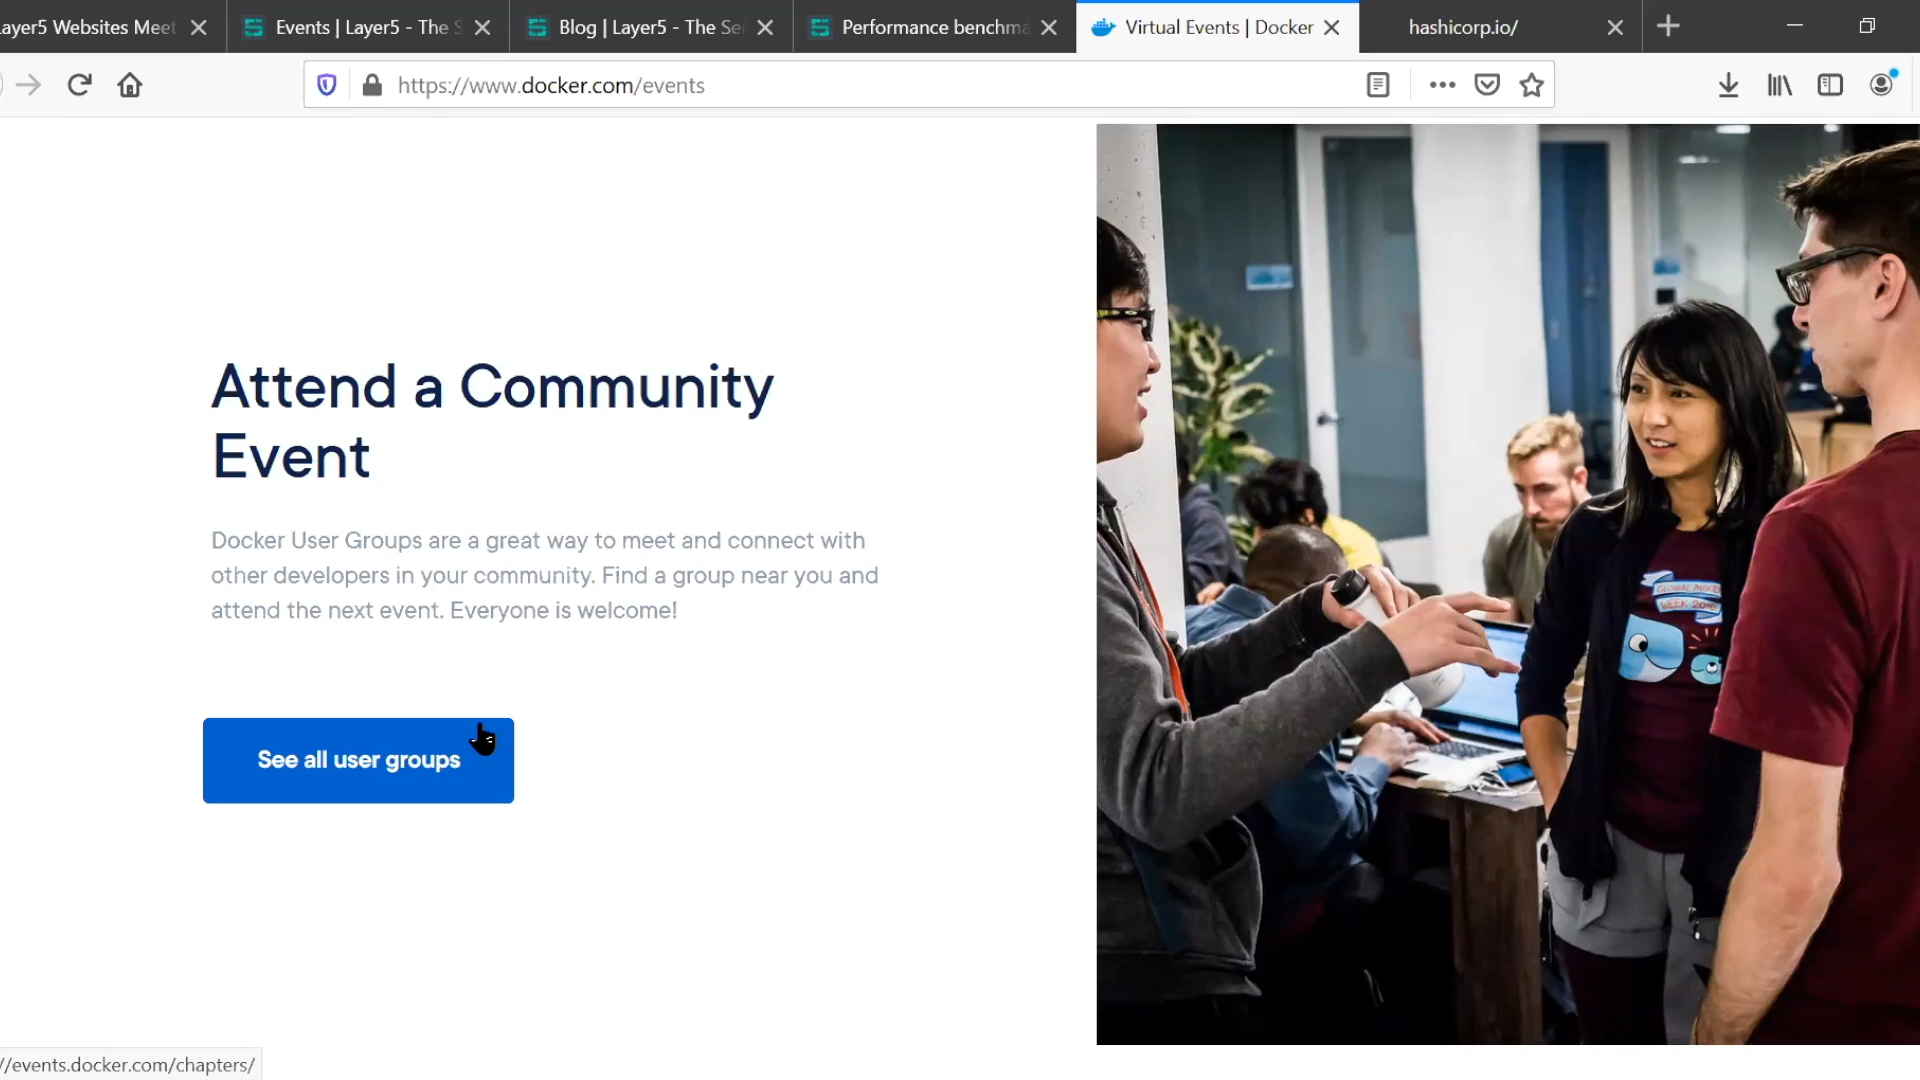 ayer5 Websites Meet
Events | Layer5 - The S
Blog | Layer5 - The Se
Performance benchma
Virtual Events | Docker
hashicorp.io/
https://www.docker.com/events
Attend a Community
Event
Docker User Groups are a great way to meet and connect with
other developers in your community. Find a group near you and
attend the next event. Everyone is welcome!
See all user groups
GLOBAL
WEEK
//events.docker.com/chapters/